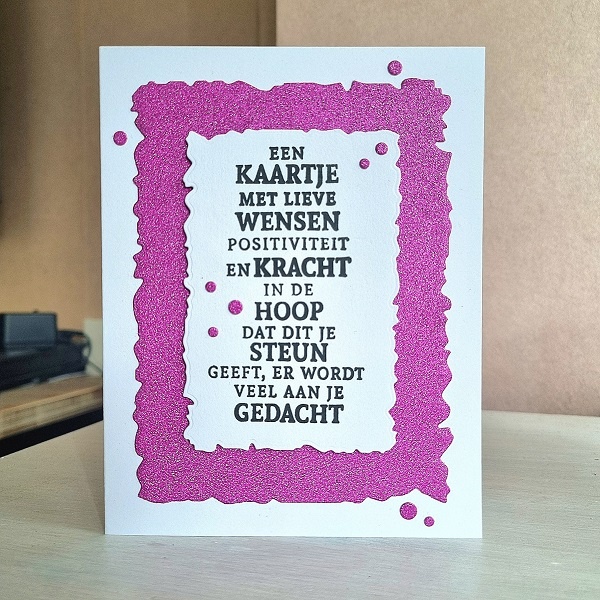 EEN
KAARTJE
MET LIEVE
WENSEN
POSITIVITEIT
EN KRACHT
IN DE
HOOP
DAT DIT JE
STEUN
GEEFT, ER WORDT
VEEL AAN JE
GEDACHT